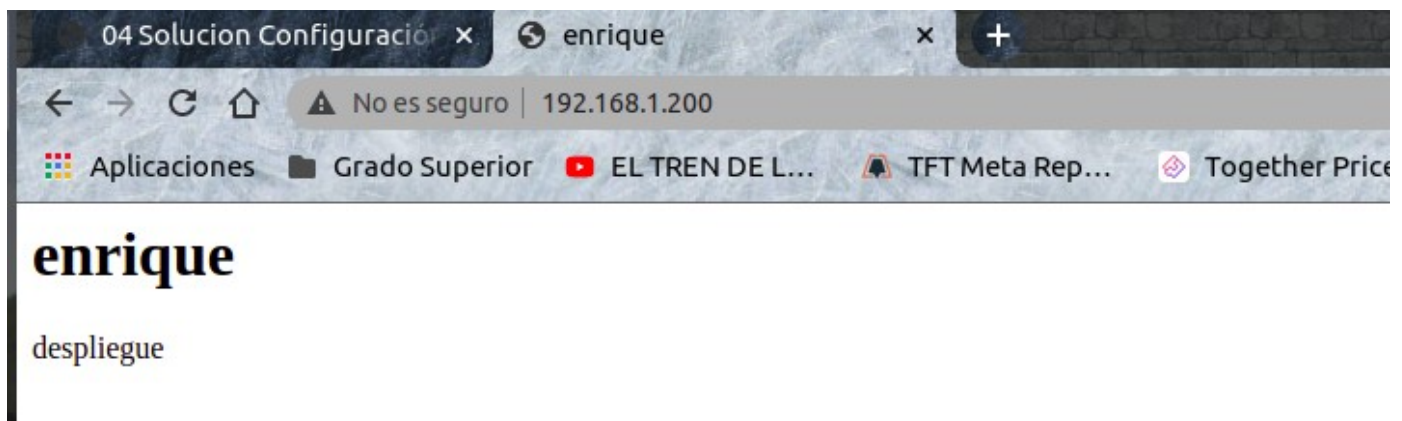 04 Solucion Configuració
enrique
No es seguro | 192.168.1.200
Aplicaciones Grado Superior EL TREN DE L... TFT Meta Rep... Together Price
enrique
despliegue